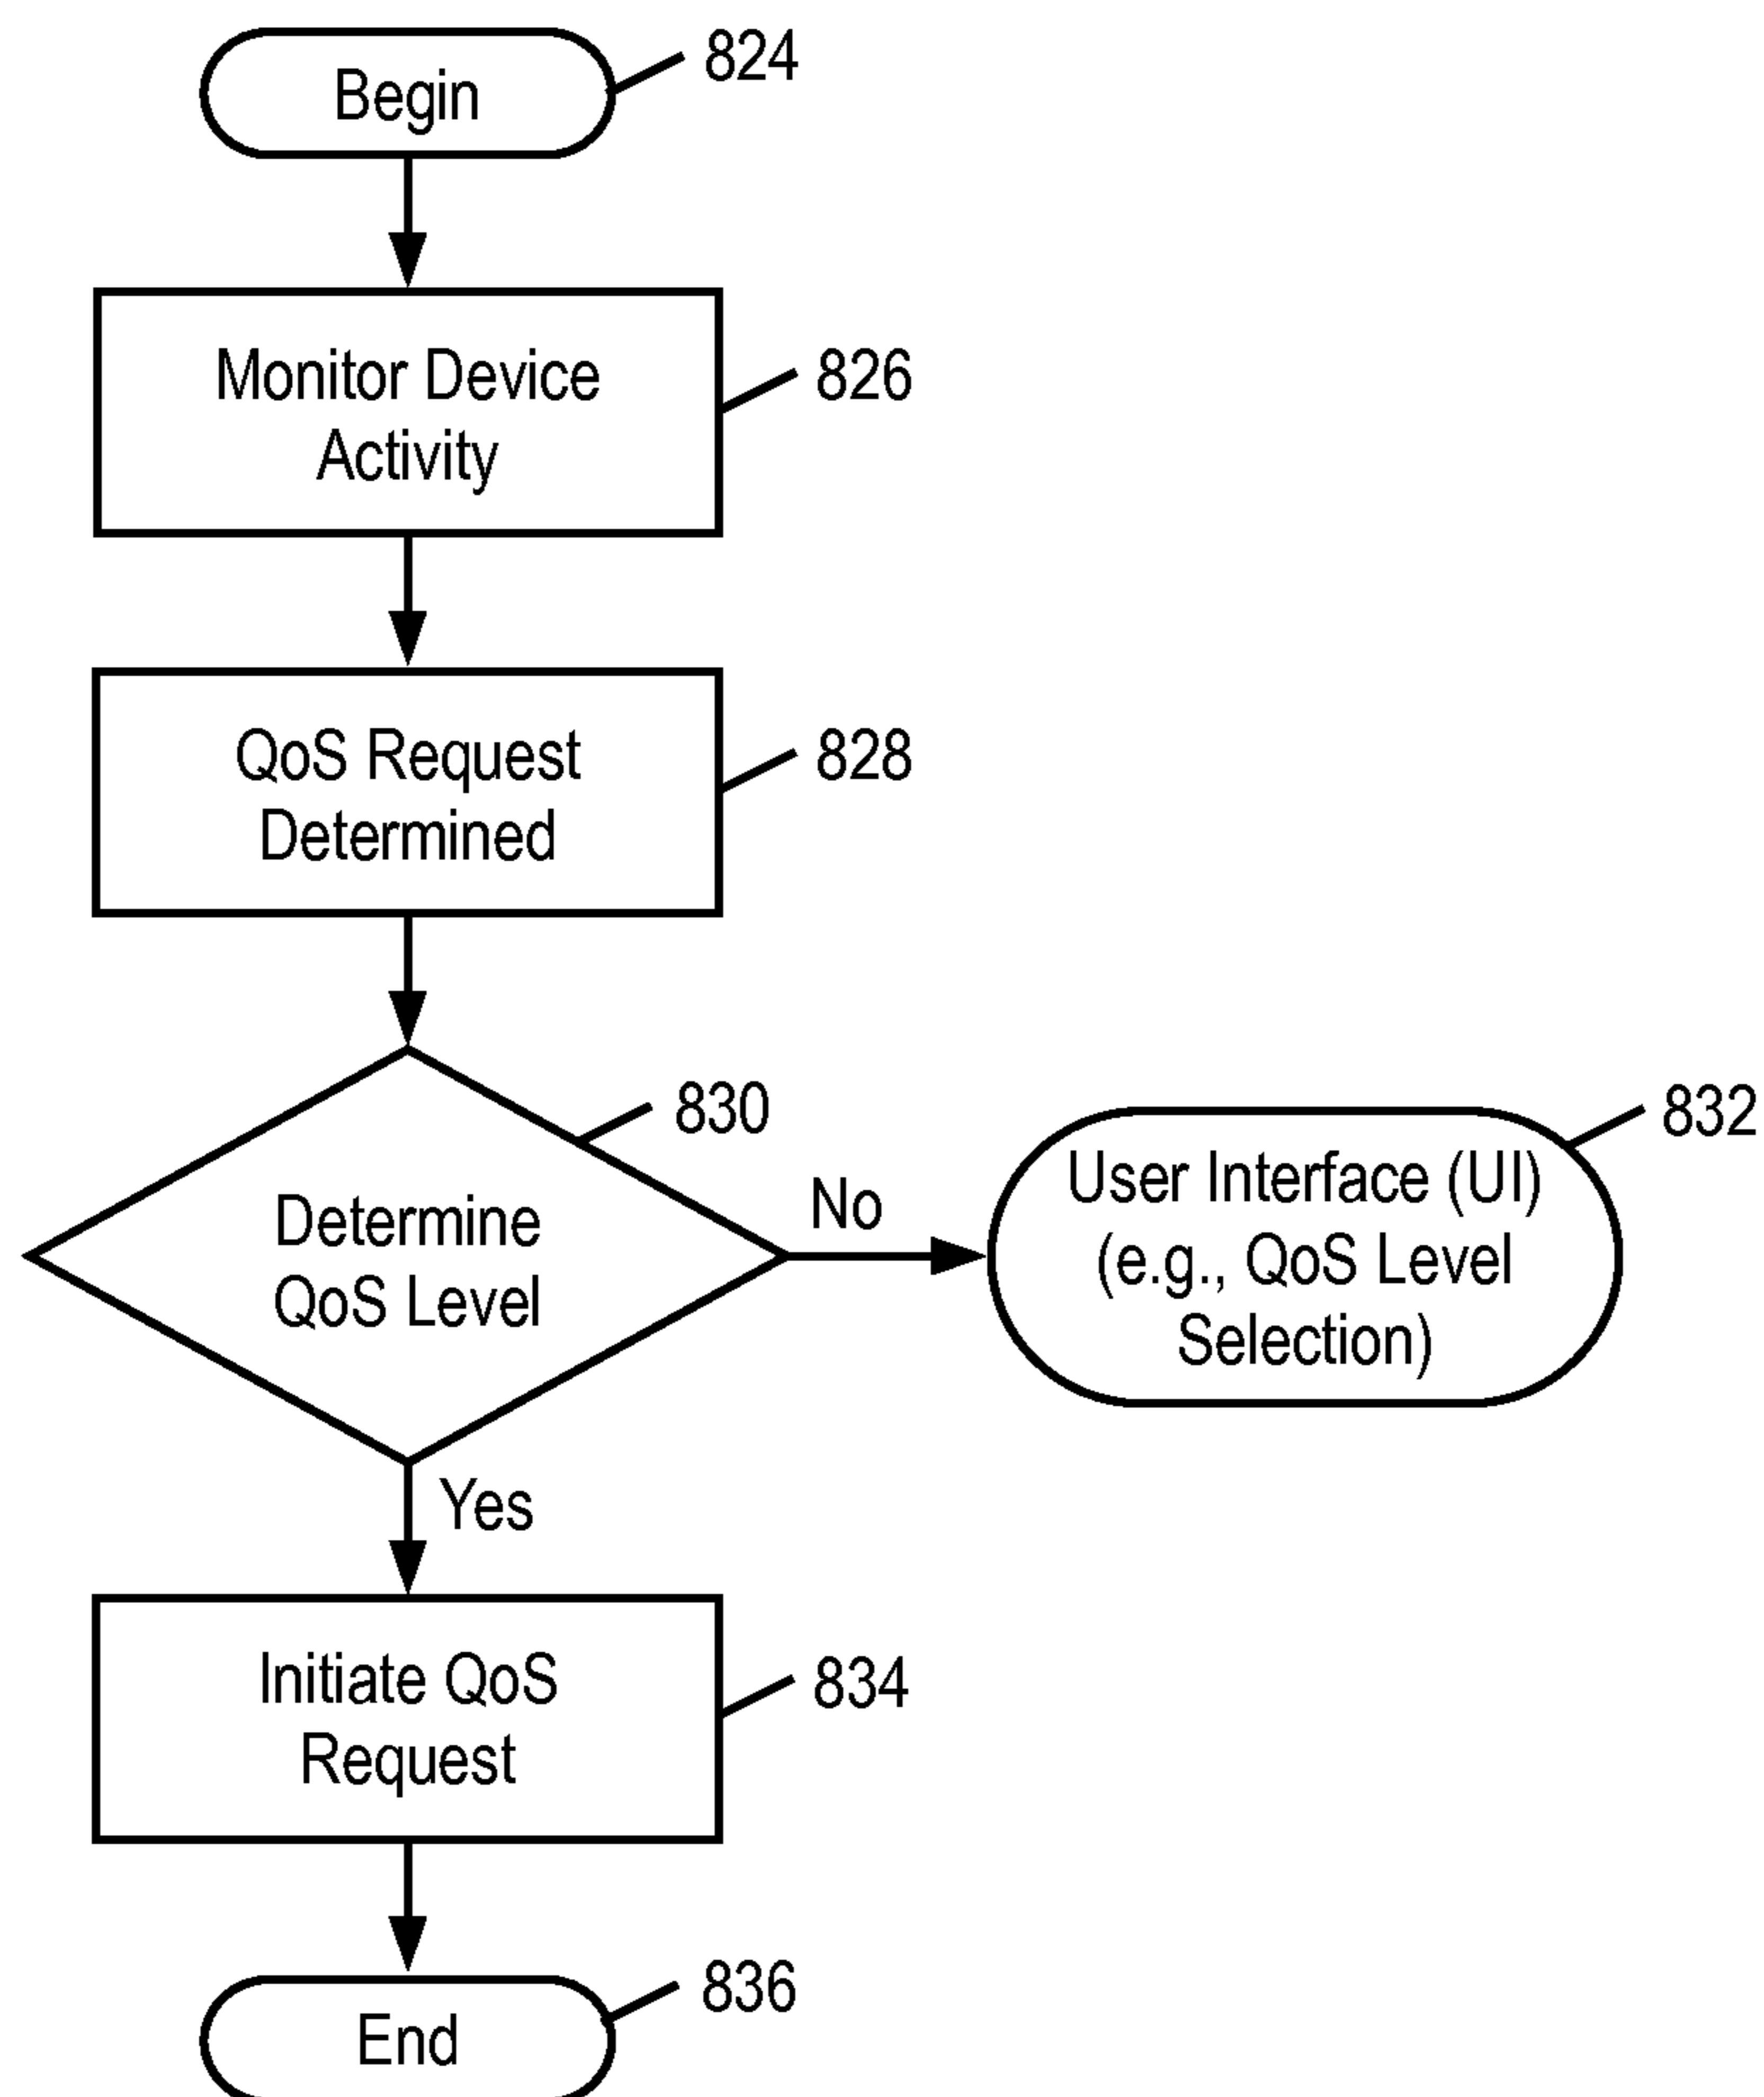 Begin
824
Monitor Device
Activity
826
QoS Request
Determined
828
830
Determine
QoS Level
No
832
User Interface (UI)
(e.g., QoS Level
Selection)
Yes
Initiate QoS
Request
834
836
End